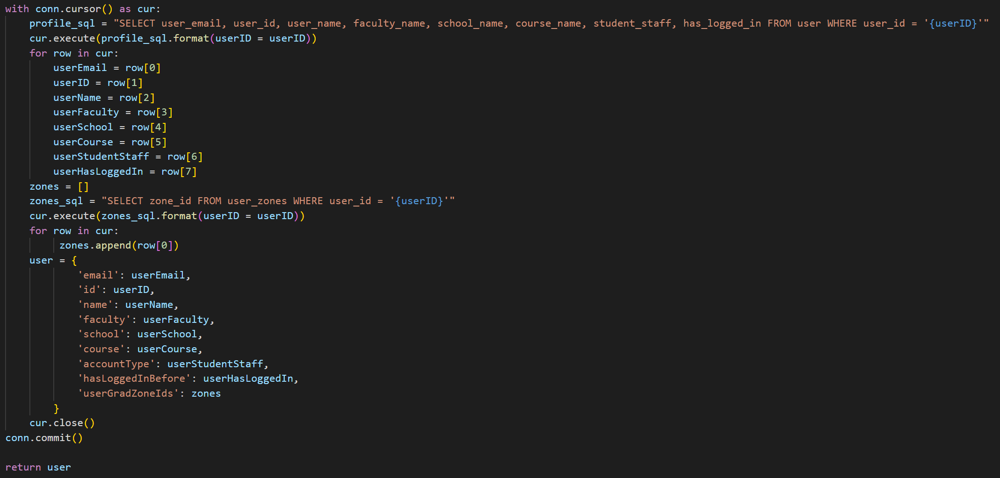 with conn.cursor() as cur:
    profile_sql = "SELECT user_email, user_id, user_name, faculty_name, school_name, course_name, student_staff, has_logged_in FROM user WHERE user_id = '{userID}'"
    cur.execute(profile_sql.format(userID = userID))
    for row in cur:
        userEmail = row[0]
        userID = row[1]
        userName = row[2]
        userFaculty = row[3]
        userSchool = row[4]
        userCourse = row[5]
        userStudentStaff = row[6]
        userHasLoggedIn = row[7]
    zones = []
    zones_sql = "SELECT zone_id FROM user_zones WHERE user_id = '{userID}'"
    cur.execute(zones_sql.format(userID = userID))
    for row in cur:
         zones.append(row[0])
    user = {
            'email': userEmail,
            'id': userID,
            'name': userName,
            'faculty': userFaculty,
            'school': userSchool,
            'course': userCourse,
            'accountType': userStudentStaff,
            'hasLoggedInBefore': userHasLoggedIn,
            'userGradZoneIds': zones
        }
    cur.close()
conn.commit()

return user